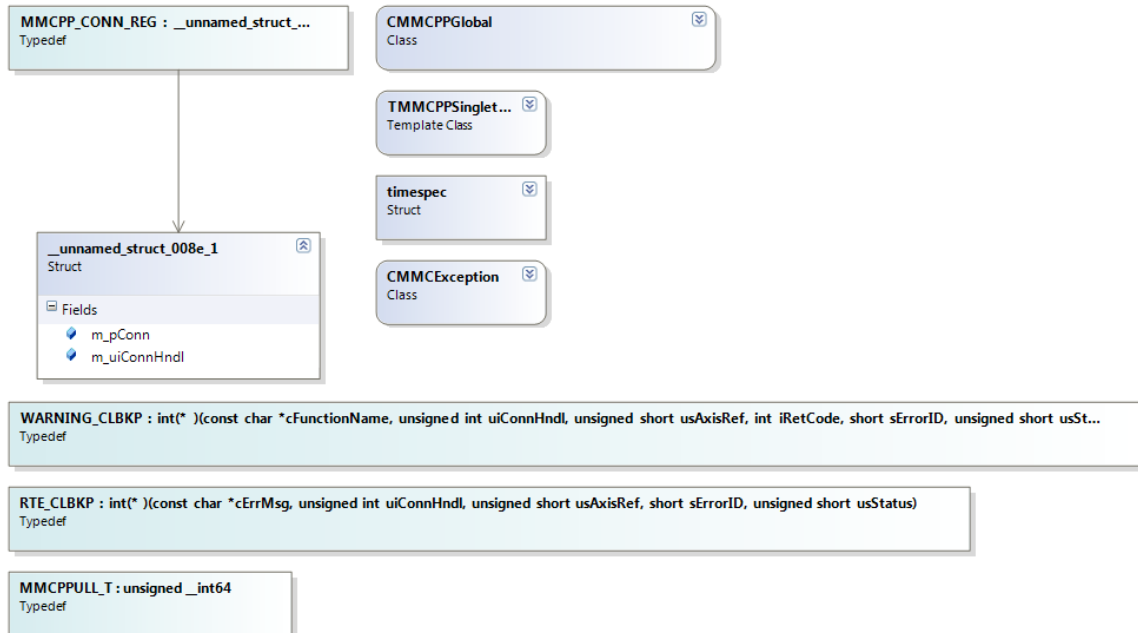 MMCPP_CONN_REG : __unnamed_struct_...
Typedef
CMMCPPGlobal
Class
TMMCPPSinglet...
Template Class
timespec
Struct
__unnamed_struct_008e_1
Struct
Fields
m_pConn
m_uiConnHndl
CMMCException
Class
WARNING_CLBKP : int(* )(const char *cFunctionName, unsigned int uiConnHndl, unsigned short usAxisRef, int iRetCode, short sErrorID, unsigned short usSt...
Typedef
RTE_CLBKP : int(* )(const char *cErrMsg, unsigned int uiConnHndl, unsigned short usAxisRef, short sErrorID, unsigned short usStatus)
Typedef
MMCPPULL_T : unsigned __int64
Typedef